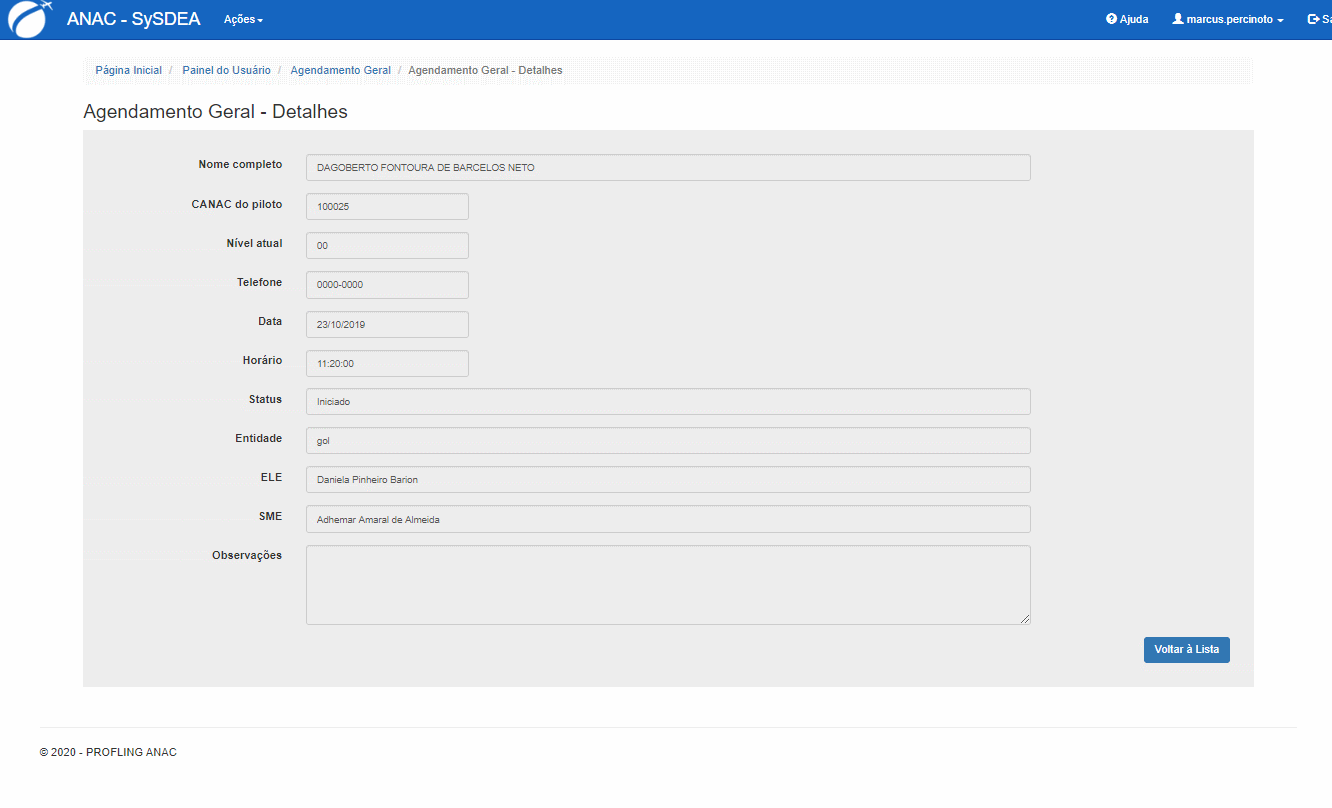 ANAC - SySDEA Ações Ajuda marcus.percinoto
Página Inicial / Painel do Usuário / Agendamento Geral / Agendamento Geral - Detalhes
Agendamento Geral - Detalhes
Nome completo DAGOBERTO FONTOURA DE BARCELOS NETO
CANAC do piloto 100025
Nível atual 00
Telefone 0000-0000
Data 23/10/2019
Horário 11:20:00
Status Iniciado
Entidade gol
ELE Daniela Pinheiro Barion
SME Adhemar Amaral de Almeida
Observações
Voltar à Lista
© 2020 - PROFLING ANAC